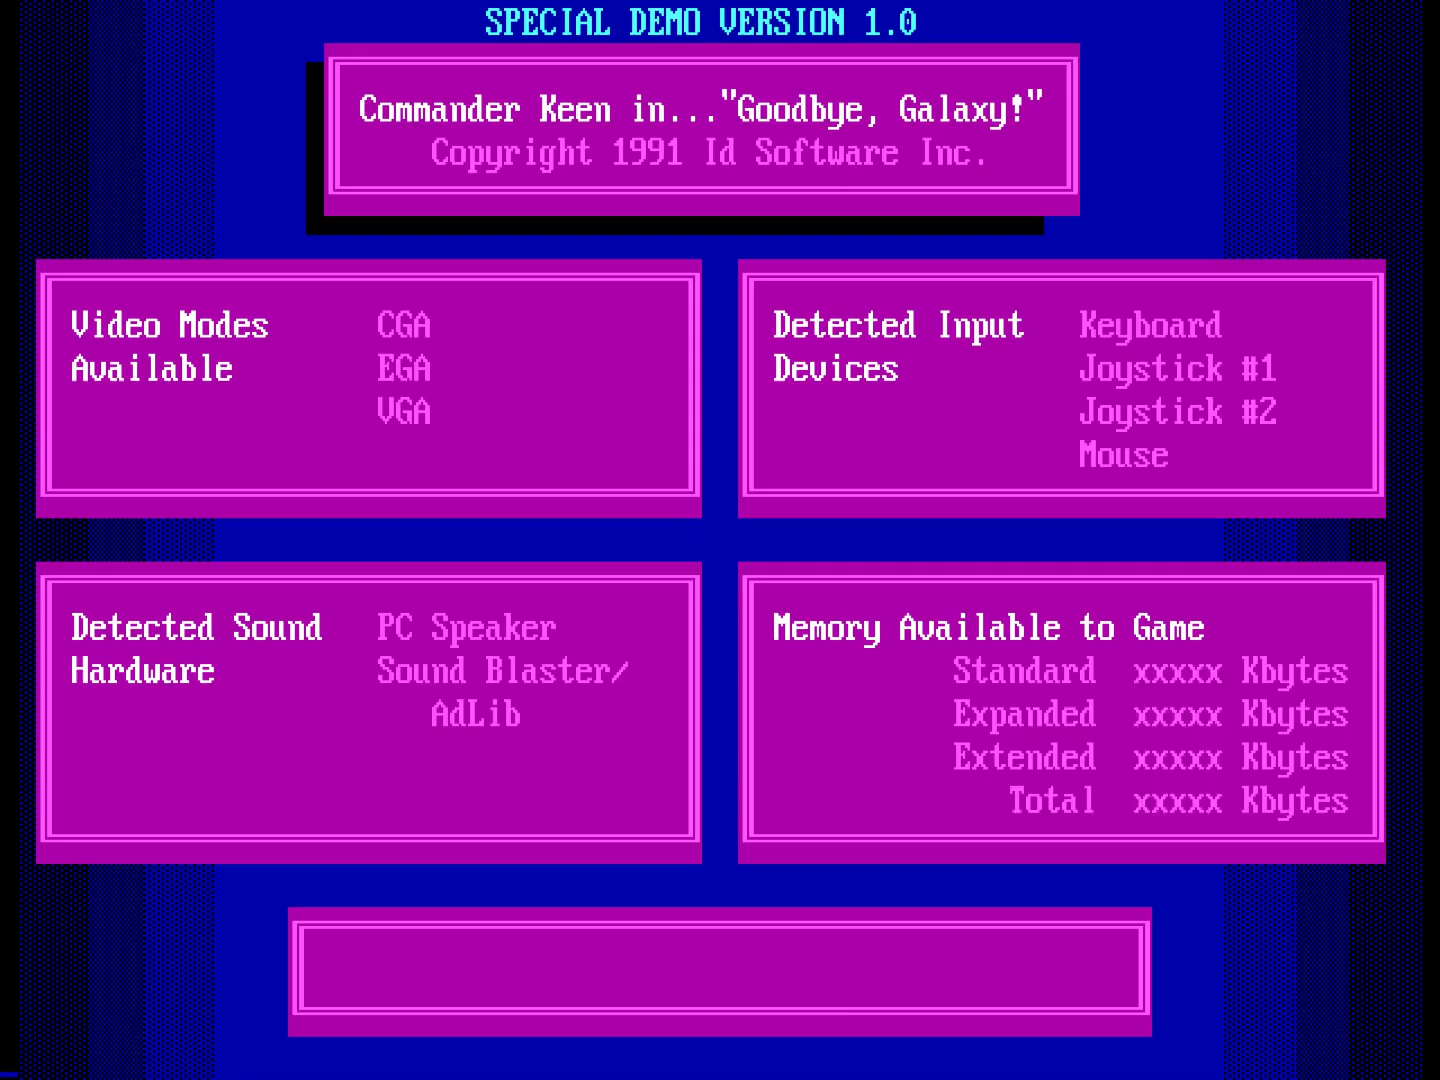 SPECIAL DEMO VERSION 1.0
Commander Keen in..."Goodbye, Galaxy!"
Copyright 1991 Id Software Inc.
Video Modes CGA
Available EGA
VGA
Detected Input Keyboard
Devices Joystick #1
Joystick #2
Mouse
Detected Sound PC Speaker
Hardware Sound Blaster/
AdLib
Memory Available to Game
Standard xxxxx Kbytes
Expanded xxxxx Kbytes
Extended xxxxx Kbytes
Total xxxxx Kbytes